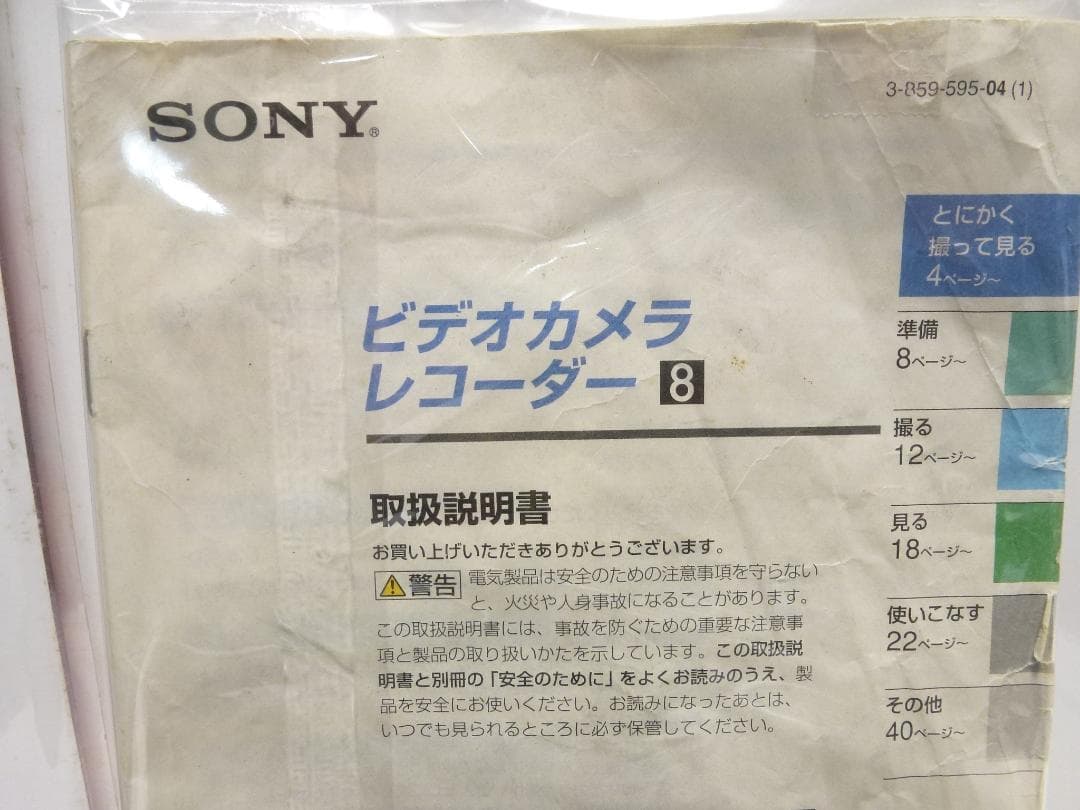 SONY®
3-859-595-04 (1)
とにかく
撮って見る
4ページ～
ビデオカメラ
レコーダー 8
準備
8ページ～
撮る
12ページ～
見る
18ページ～
使いこなす
22ページ～
その他
40ページ～
取扱説明書
お買い上げいただきありがとうございます。
警告 電気製品は安全のための注意事項を守らない
と、火災や人身事故になることがあります。
この取扱説明書には、事故を防ぐための重要な注意事
項と製品の取り扱いかたを示しています。この取扱説
明書と別冊の「安全のために」をよくお読みのうえ、製
品を安全にお使いください。お読みになったあとは、
いつでも見られるところに必ず保管してください。